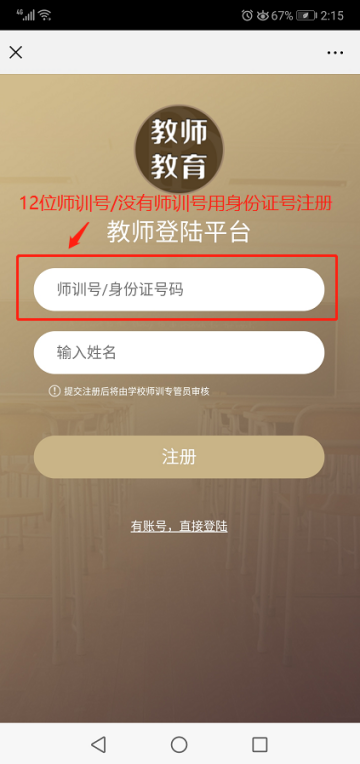 46 67% 2:15
教师
教育
12位师训号/没有师训号用身份证号注册
教师登陆平台
师训号/身份证号码
输入姓名
提交注册后将由学校师训专管员审核
注册
有账号，直接登陆